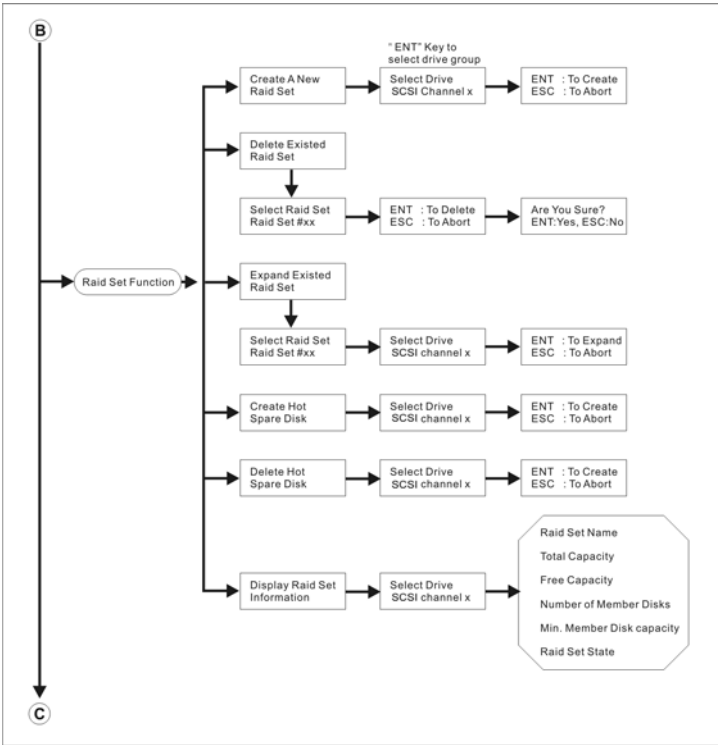 B
"ENT" Key to
select drive group
Create A New
Raid Set
Select Drive
SCSI Channel x
ENT : To Create
ESC : To Abort
Delete Existed
Raid Set
Select Raid Set
Raid Set #xx
ENT : To Delete
ESC : To Abort
Are You Sure?
ENT:Yes, ESC:No
Raid Set Function
Expand Existed
Raid Set
Select Raid Set
Raid Set #xx
Select Drive
SCSI channel x
ENT : To Expand
ESC : To Abort
Create Hot
Spare Disk
Select Drive
SCSI channel x
ENT : To Create
ESC : To Abort
Delete Hot
Spare Disk
Select Drive
SCSI channel x
ENT : To Create
ESC : To Abort
Display Raid Set
Information
Select Drive
SCSI channel x
Raid Set Name
Total Capacity
Free Capacity
Number of Member Disks
Min. Member Disk capacity
Raid Set State
C